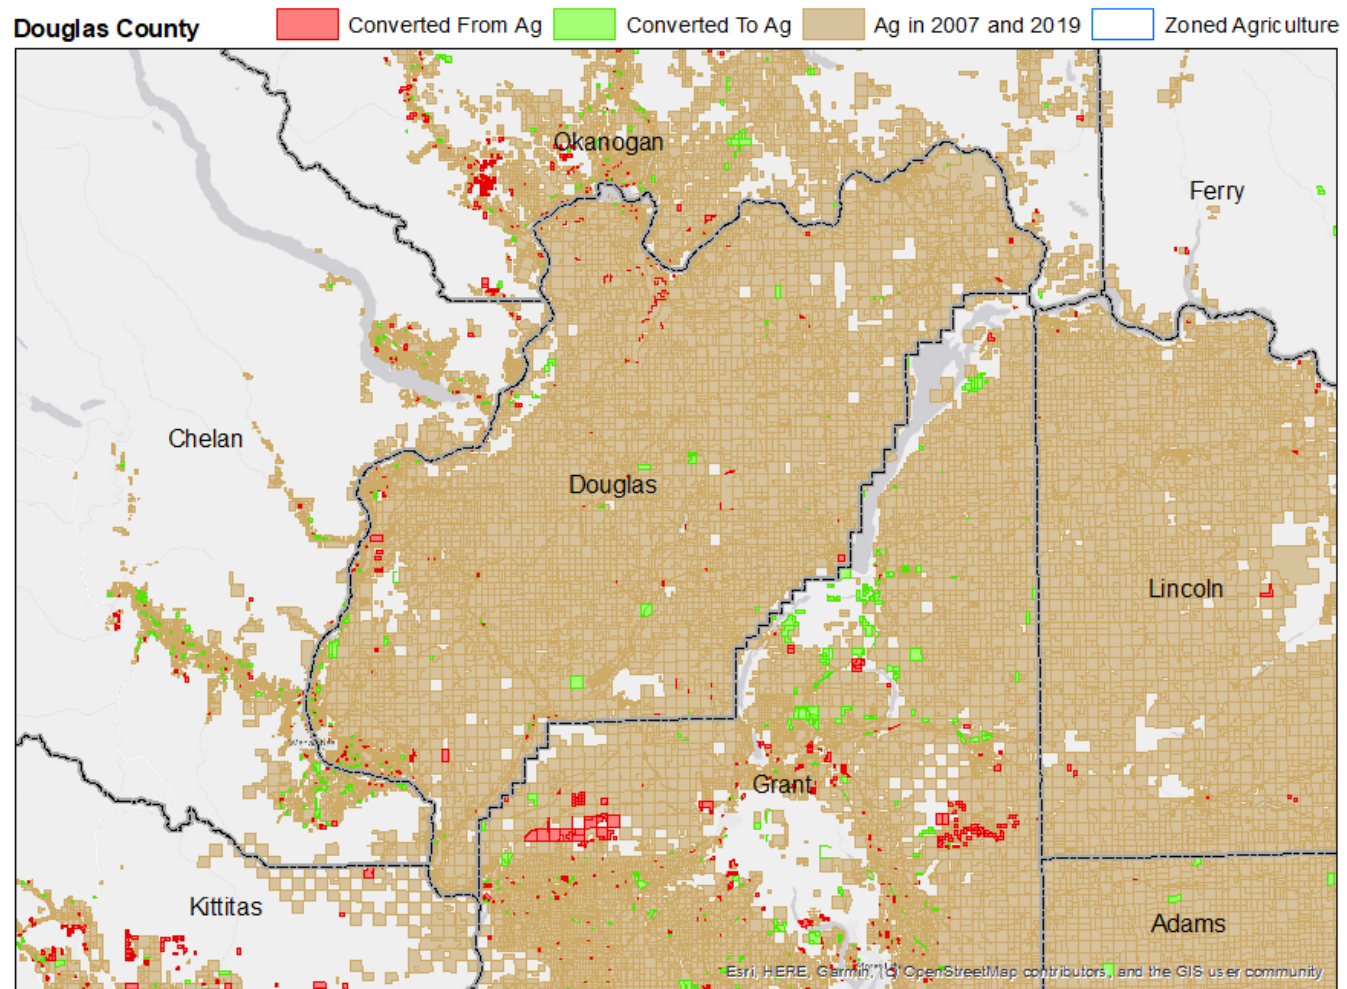 Douglas County
Converted From Ag
Converted To Ag
Ag in 2007 and 2019
Zoned Agriculture
Okanogan
Ferry
Chelan
Douglas
Lincoln
Grant
Kittitas
Adams
Esri, HERE, Garmin, (c) OpenStreetMap contributors, and the GIS user community